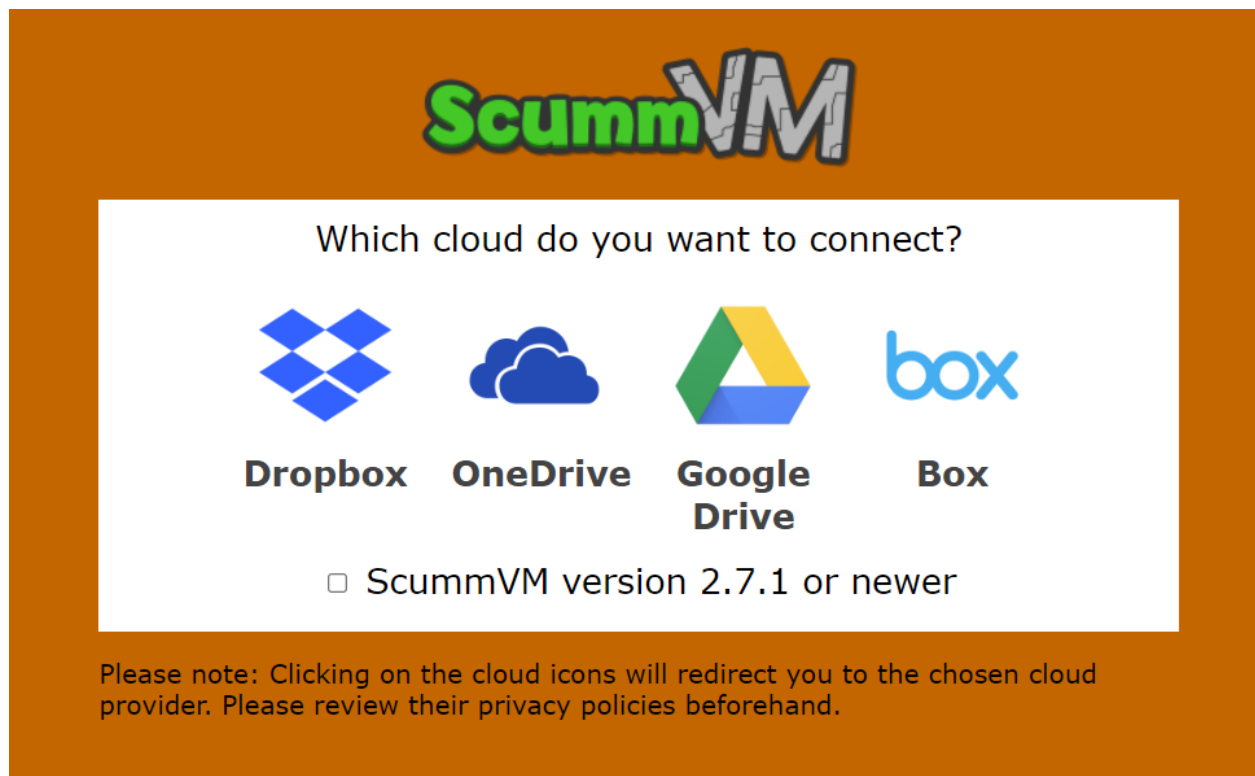 ScummVM
Which cloud do you want to connect?
box
Dropbox OneDrive Google Drive Box
ScummVM version 2.7.1 or newer
Please note: Clicking on the cloud icons will redirect you to the chosen cloud
provider. Please review their privacy policies beforehand.